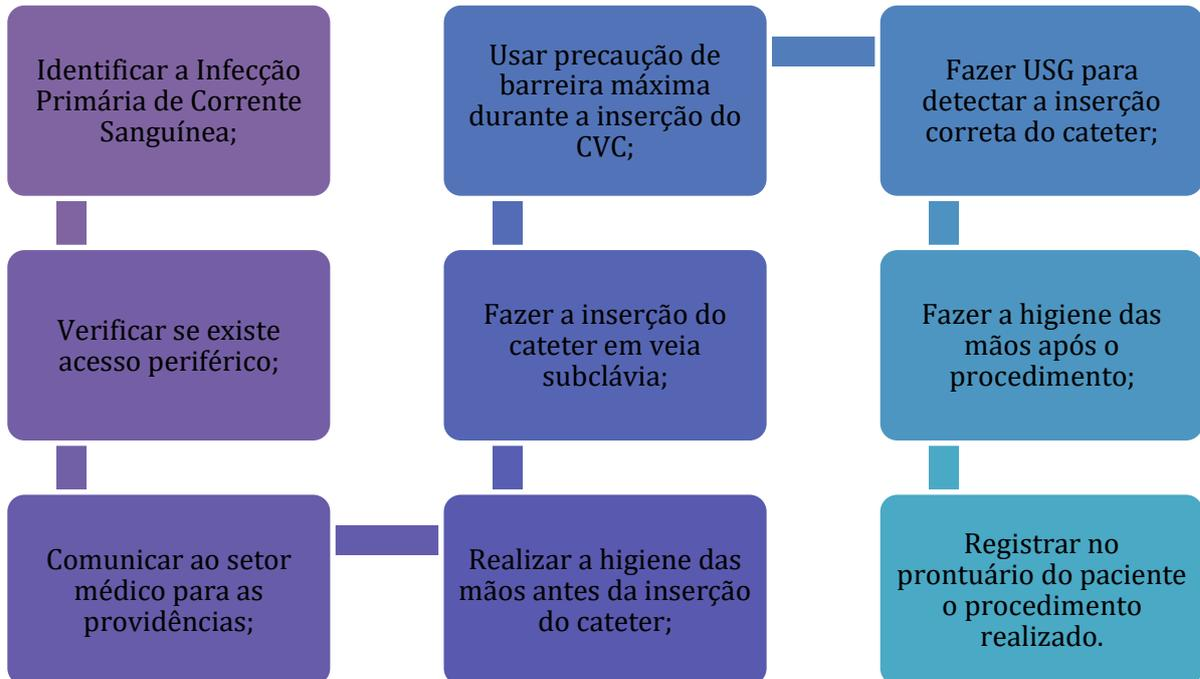 Identificar a Infecção
Primária de Corrente
Sanguínea;
Verificar se existe
acesso periférico;
Comunicar ao setor
médico para as
providências;
Realizar a higiene das
mãos antes da inserção
do cateter;
Fazer a inserção do
cateter em veia
subclávia;
Usar precaução de
barreira máxima
durante a inserção do
CVC;
Fazer USG para
detectar a inserção
correta do cateter;
Fazer a higiene das
mãos após o
procedimento;
Registrar no
prontuário do paciente
o procedimento
realizado.